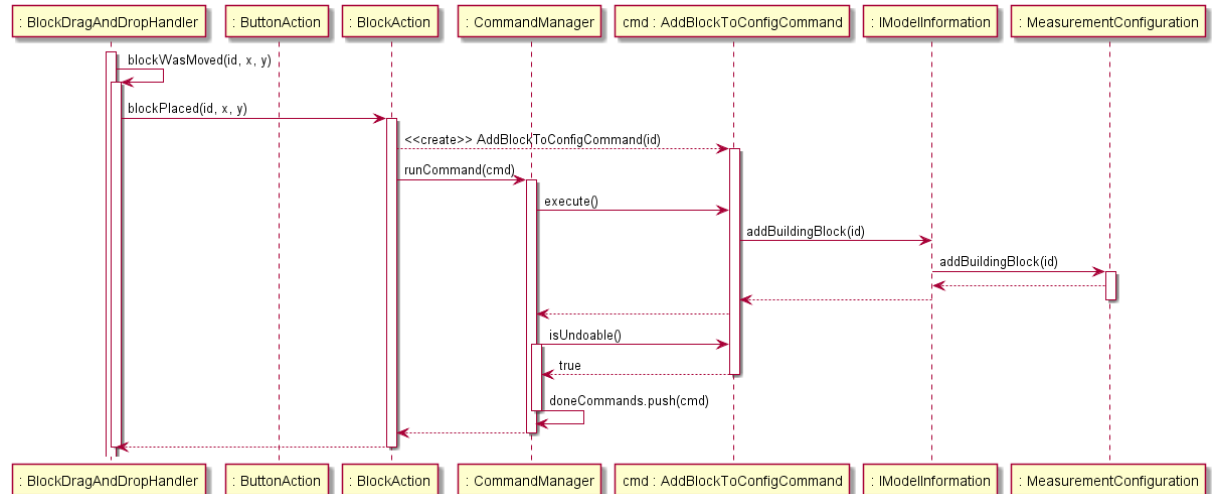 : BlockDragAndDropHandler
: ButtonAction
: BlockAction
: CommandManager
cmd : AddBlockToConfigCommand
: IModelInformation
: MeasurementConfiguration
blockWasMoved(id, x, y)
blockPlaced(id, x, y)
<<create>> AddBlockToConfigCommand(id)
runCommand(cmd)
execute()
addBuildingBlock(id)
addBuildingBlock(id)
isUndoable()
true
doneCommands.push(cmd)
: BlockDragAndDropHandler
: ButtonAction
: BlockAction
: CommandManager
cmd : AddBlockToConfigCommand
: IModelInformation
: MeasurementConfiguration